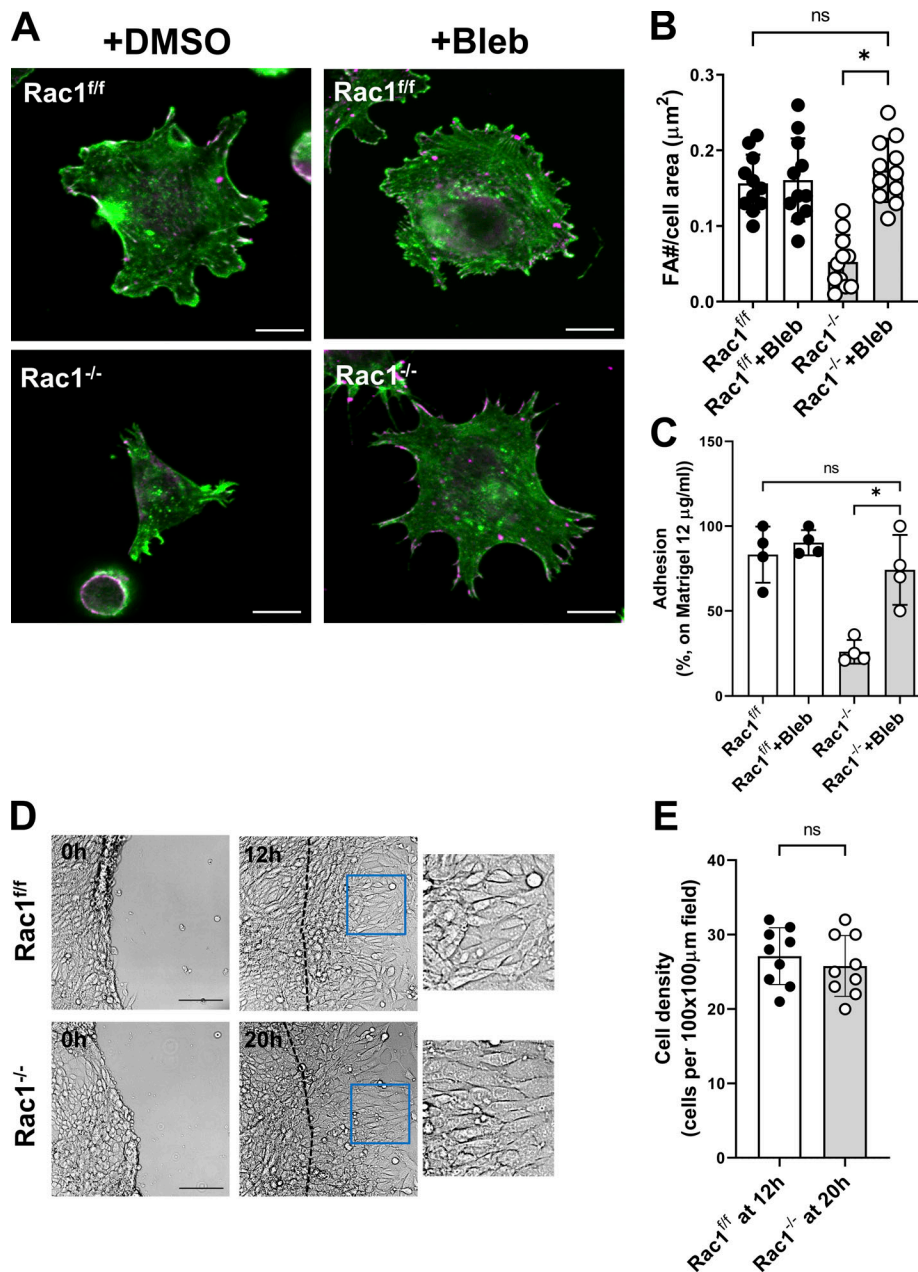 A
+DMSO
+Bleb
Rac1f/f
Rac1f/f
Rac1-/-
Rac1-/-
B
ns
*
FA#/cell area (μm2)
0.3
0.2
0.1
0.0
Rac1f/f
Rac1f/f+Bleb
Rac1-/-
Rac1-/-+Bleb
C
ns
*
Adhesion
(%, on Matrigel 12 μg/ml))
150
100
50
0
Rac1f/f
Rac1f/f+Bleb
Rac1-/-
Rac1-/-+Bleb
D
Rac1f/f
0h
12h
Rac1-/-
0h
20h
E
ns
Cell density
(cells per 100x100μm field)
40
30
20
10
0
Rac1f/f at 12h
Rac1-/- at 20h